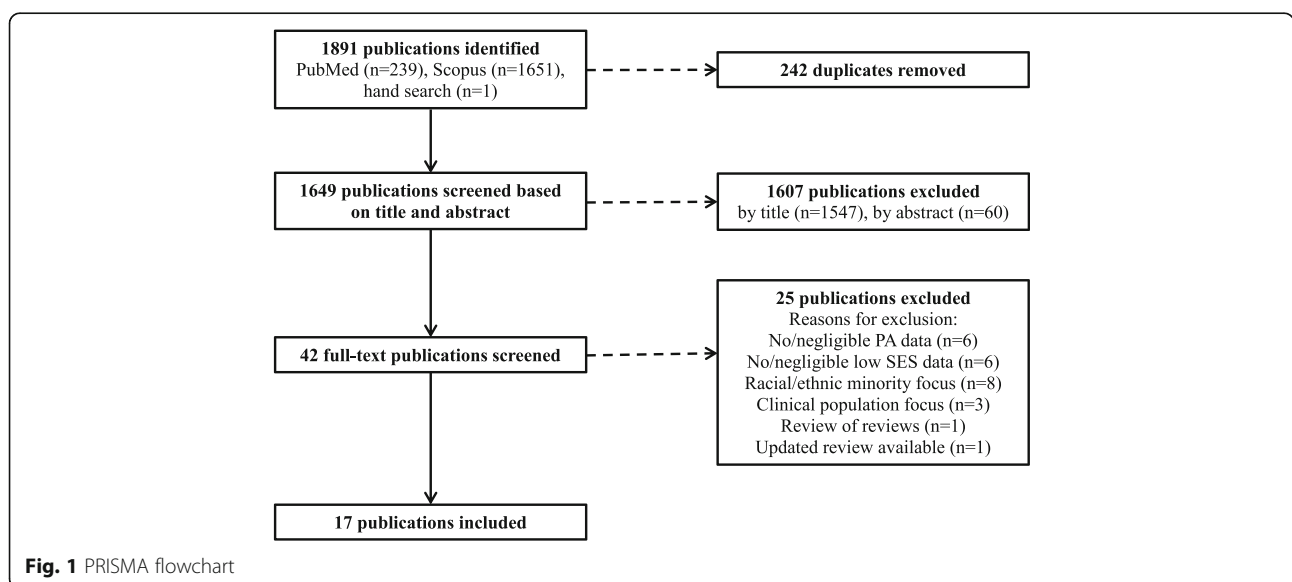 1891 publications identified
PubMed (n=239), Scopus (n=1651),
hand search (n=1)
242 duplicates removed
1649 publications screened based
on title and abstract
1607 publications excluded
by title (n=1547), by abstract (n=60)
42 full-text publications screened
25 publications excluded
Reasons for exclusion:
No/negligible PA data (n=6)
No/negligible low SES data (n=6)
Racial/ethnic minority focus (n=8)
Clinical population focus (n=3)
Review of reviews (n=1)
Updated review available (n=1)
17 publications included
Fig. 1 PRISMA flowchart